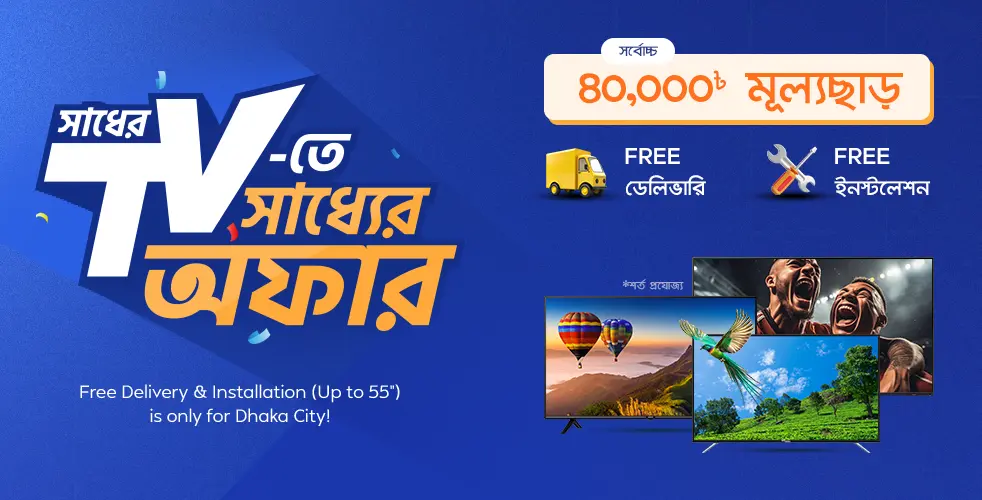 সাধের
TV-তে
সাধ্যের
অফার
Free Delivery & Installation (Up to 55")
is only for Dhaka City!
সর্বোচ্চ
৪০,০০০৳ মূল্যছাড়
FREE
ডেলিভারি
FREE
ইনস্টলেশন
*শর্ত প্রযোজ্য